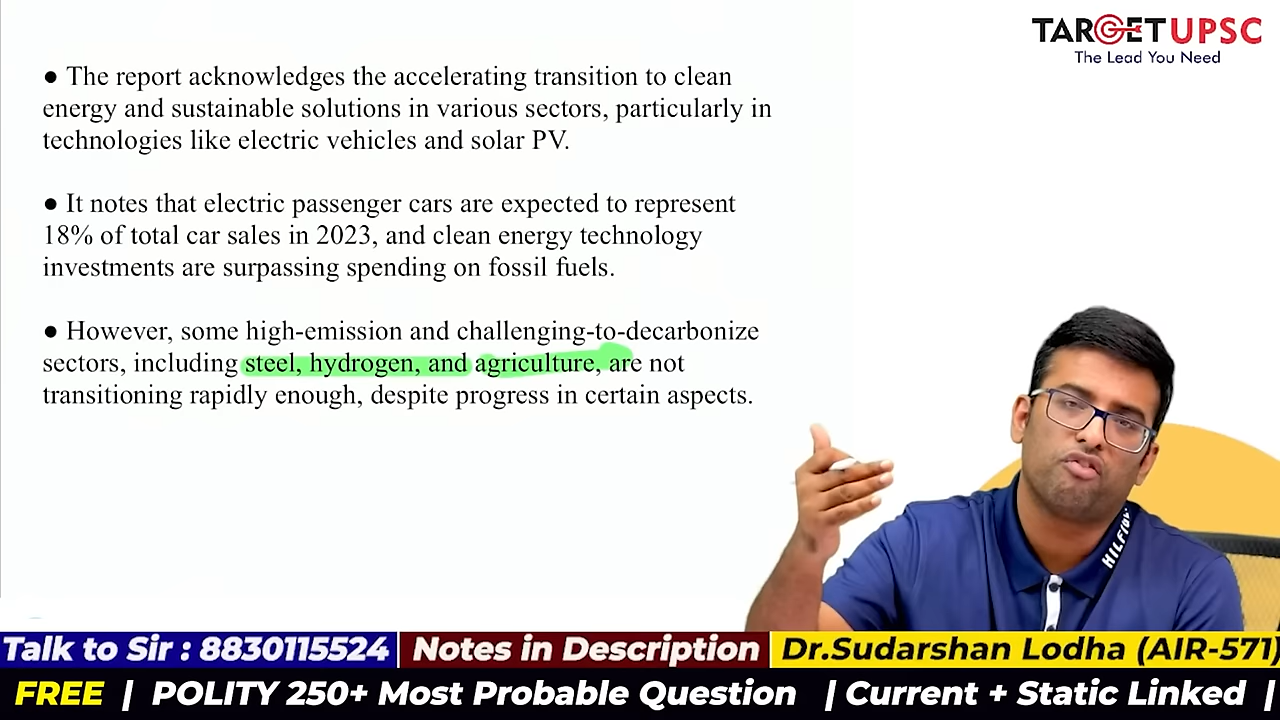 TARGET UPSC
The Lead You Need
● The report acknowledges the accelerating transition to clean
energy and sustainable solutions in various sectors, particularly in
technologies like electric vehicles and solar PV.
● It notes that electric passenger cars are expected to represent
18% of total car sales in 2023, and clean energy technology
investments are surpassing spending on fossil fuels.
● However, some high-emission and challenging-to-decarbonize
sectors, including steel, hydrogen, and agriculture, are not
transitioning rapidly enough, despite progress in certain aspects.
Talk to Sir : 8830115524 Notes in Description Dr.Sudarshan Lodha (AIR-571)
FREE | POLITY 250+ Most Probable Question | Current + Static Linked |